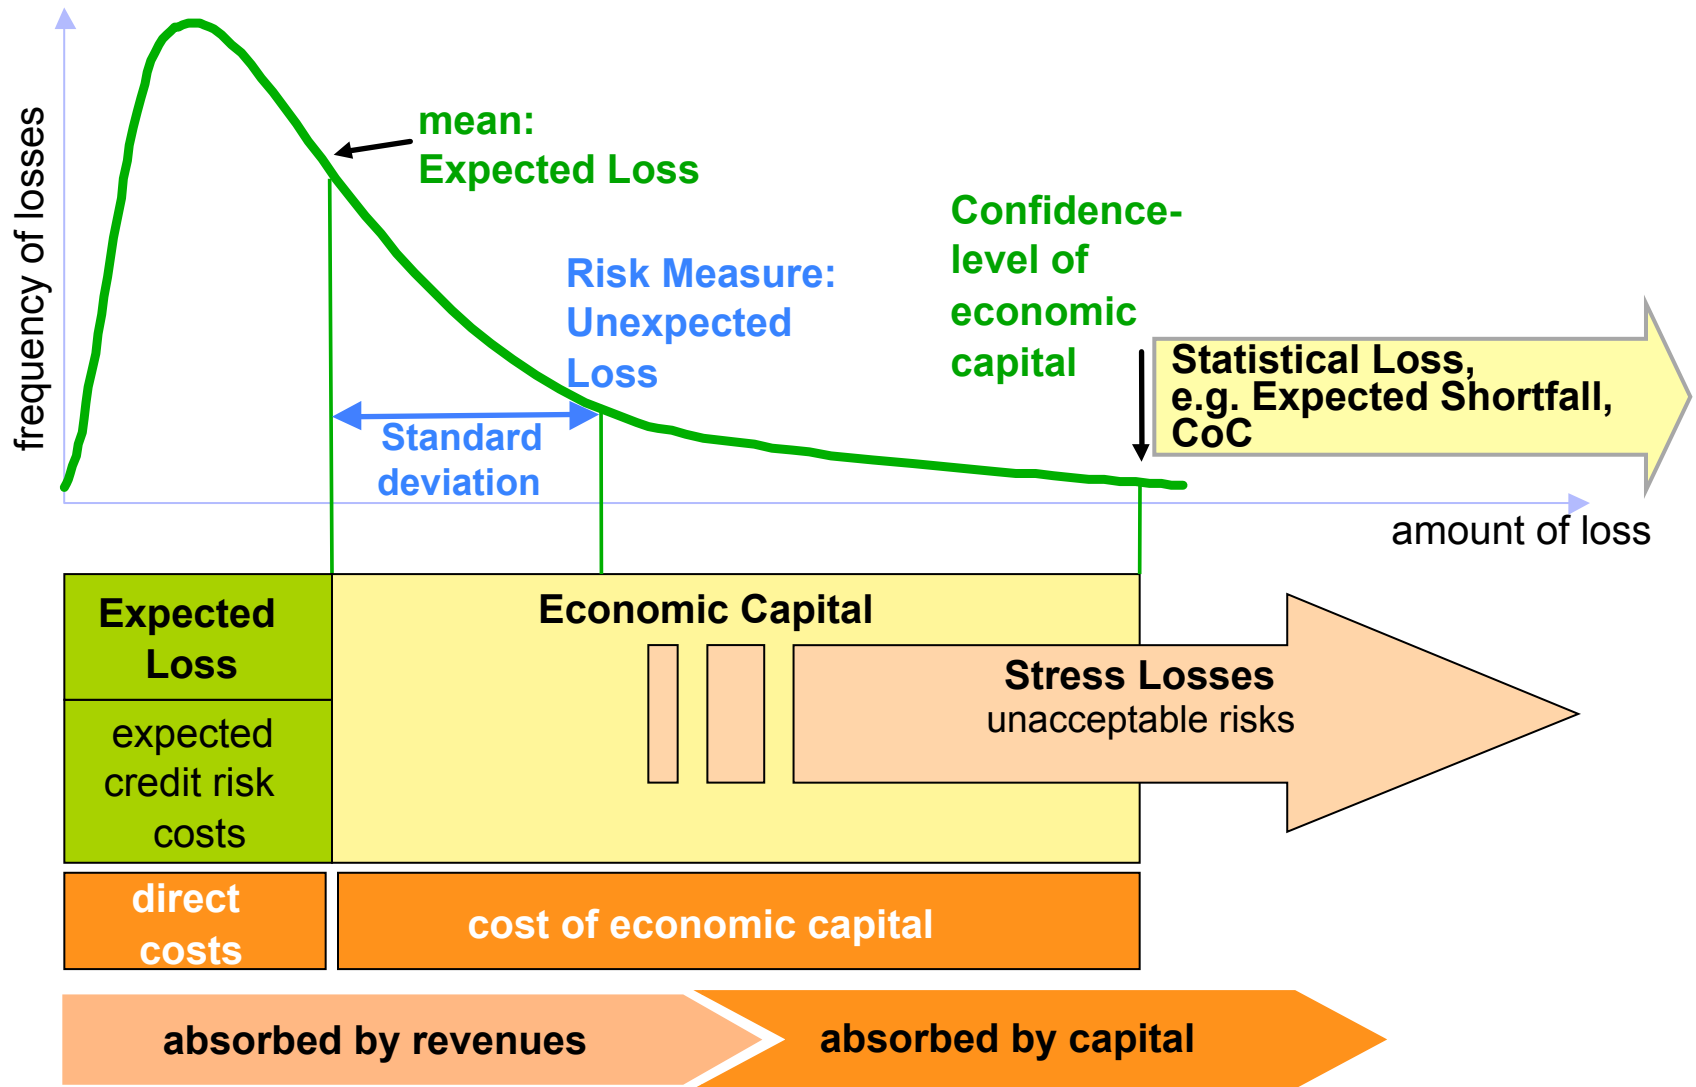 frequency of losses
mean:
Expected Loss
Risk Measure:
Unexpected
Loss
Standard
deviation
Confidence-
level of
economic
capital
Statistical Loss,
e.g. Expected Shortfall,
CoC
amount of loss
Expected
Loss
expected
credit risk
costs
Economic Capital
Stress Losses
unacceptable risks
direct
costs
cost of economic capital
absorbed by revenues
absorbed by capital